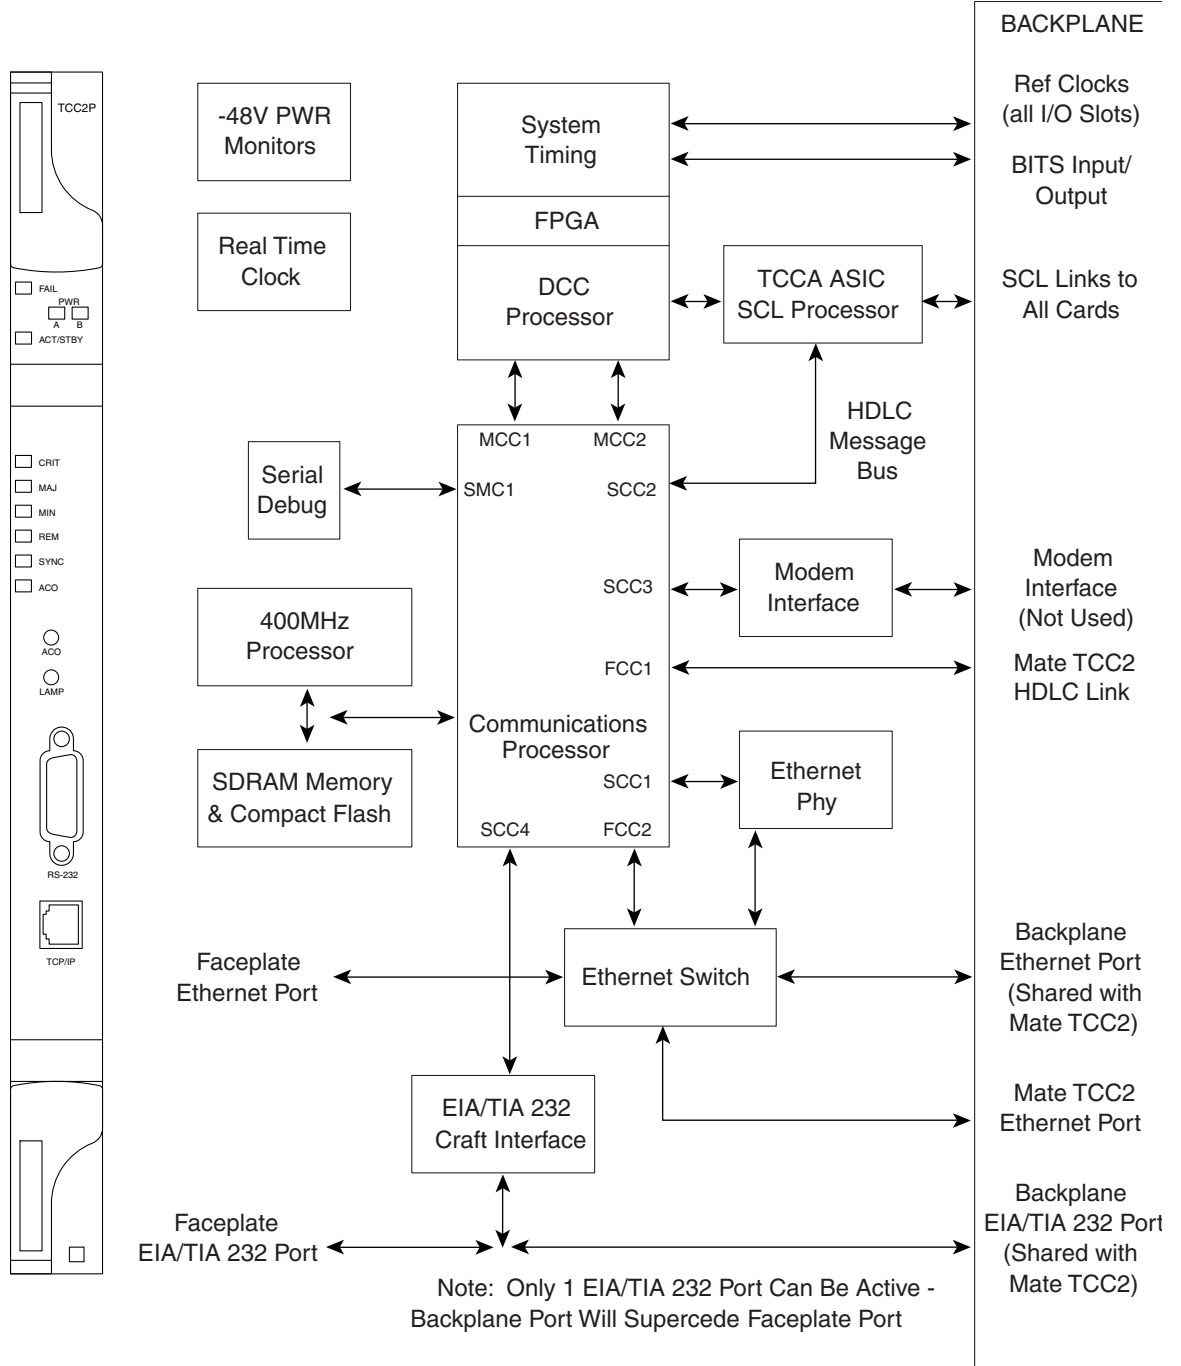 TCC2P
FAIL
PWR
A B
ACT/STBY
CRIT
MAJ
MIN
REM
SYNC
ACO
ACO
LAMP
RS-232
TCP/IP
-48V PWR
Monitors
Real Time
Clock
System
Timing
FPGA
DCC
Processor
TCCA ASIC
SCL Processor
HDLC
Message
Bus
MCC1
MCC2
Serial
Debug
SMC1
SCC2
400MHz
Processor
SCC3
Modem
Interface
FCC1
Communications
Processor
SDRAM Memory
& Compact Flash
SCC1
Ethernet
Phy
SCC4
FCC2
Faceplate
Ethernet Port
Ethernet Switch
EIA/TIA 232
Craft Interface
Faceplate
EIA/TIA 232 Port
Note: Only 1 EIA/TIA 232 Port Can Be Active -
Backplane Port Will Supercede Faceplate Port
BACKPLANE
Ref Clocks
(all I/O Slots)
BITS Input/
Output
SCL Links to
All Cards
Modem
Interface
(Not Used)
Mate TCC2
HDLC Link
Backplane
Ethernet Port
(Shared with
Mate TCC2)
Mate TCC2
Ethernet Port
Backplane
EIA/TIA 232 Port
(Shared with
Mate TCC2)